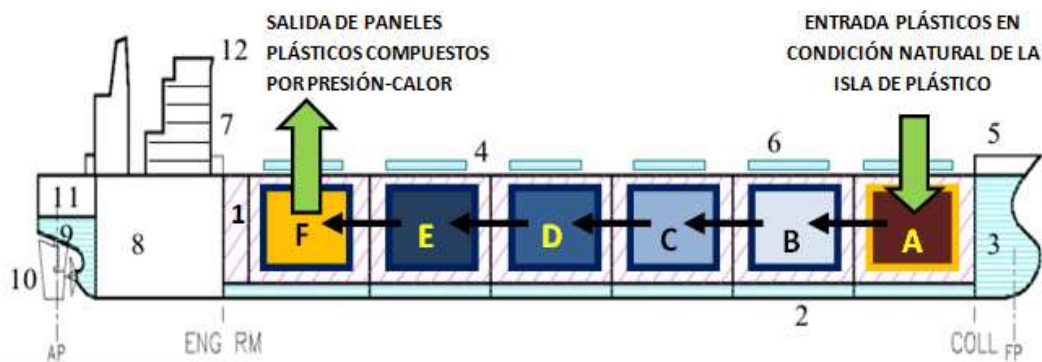 SALIDA DE PANELES
PLÁSTICOS COMPUESTOS
POR PRESIÓN-CALOR
ENTRADA PLÁSTICOS EN
CONDICIÓN NATURAL DE LA
ISLA DE PLÁSTICO
12
7
4
6
5
11
9
10
8
1
F
E
D
C
B
A
3
2
AP
ENG RM
COLL
FP